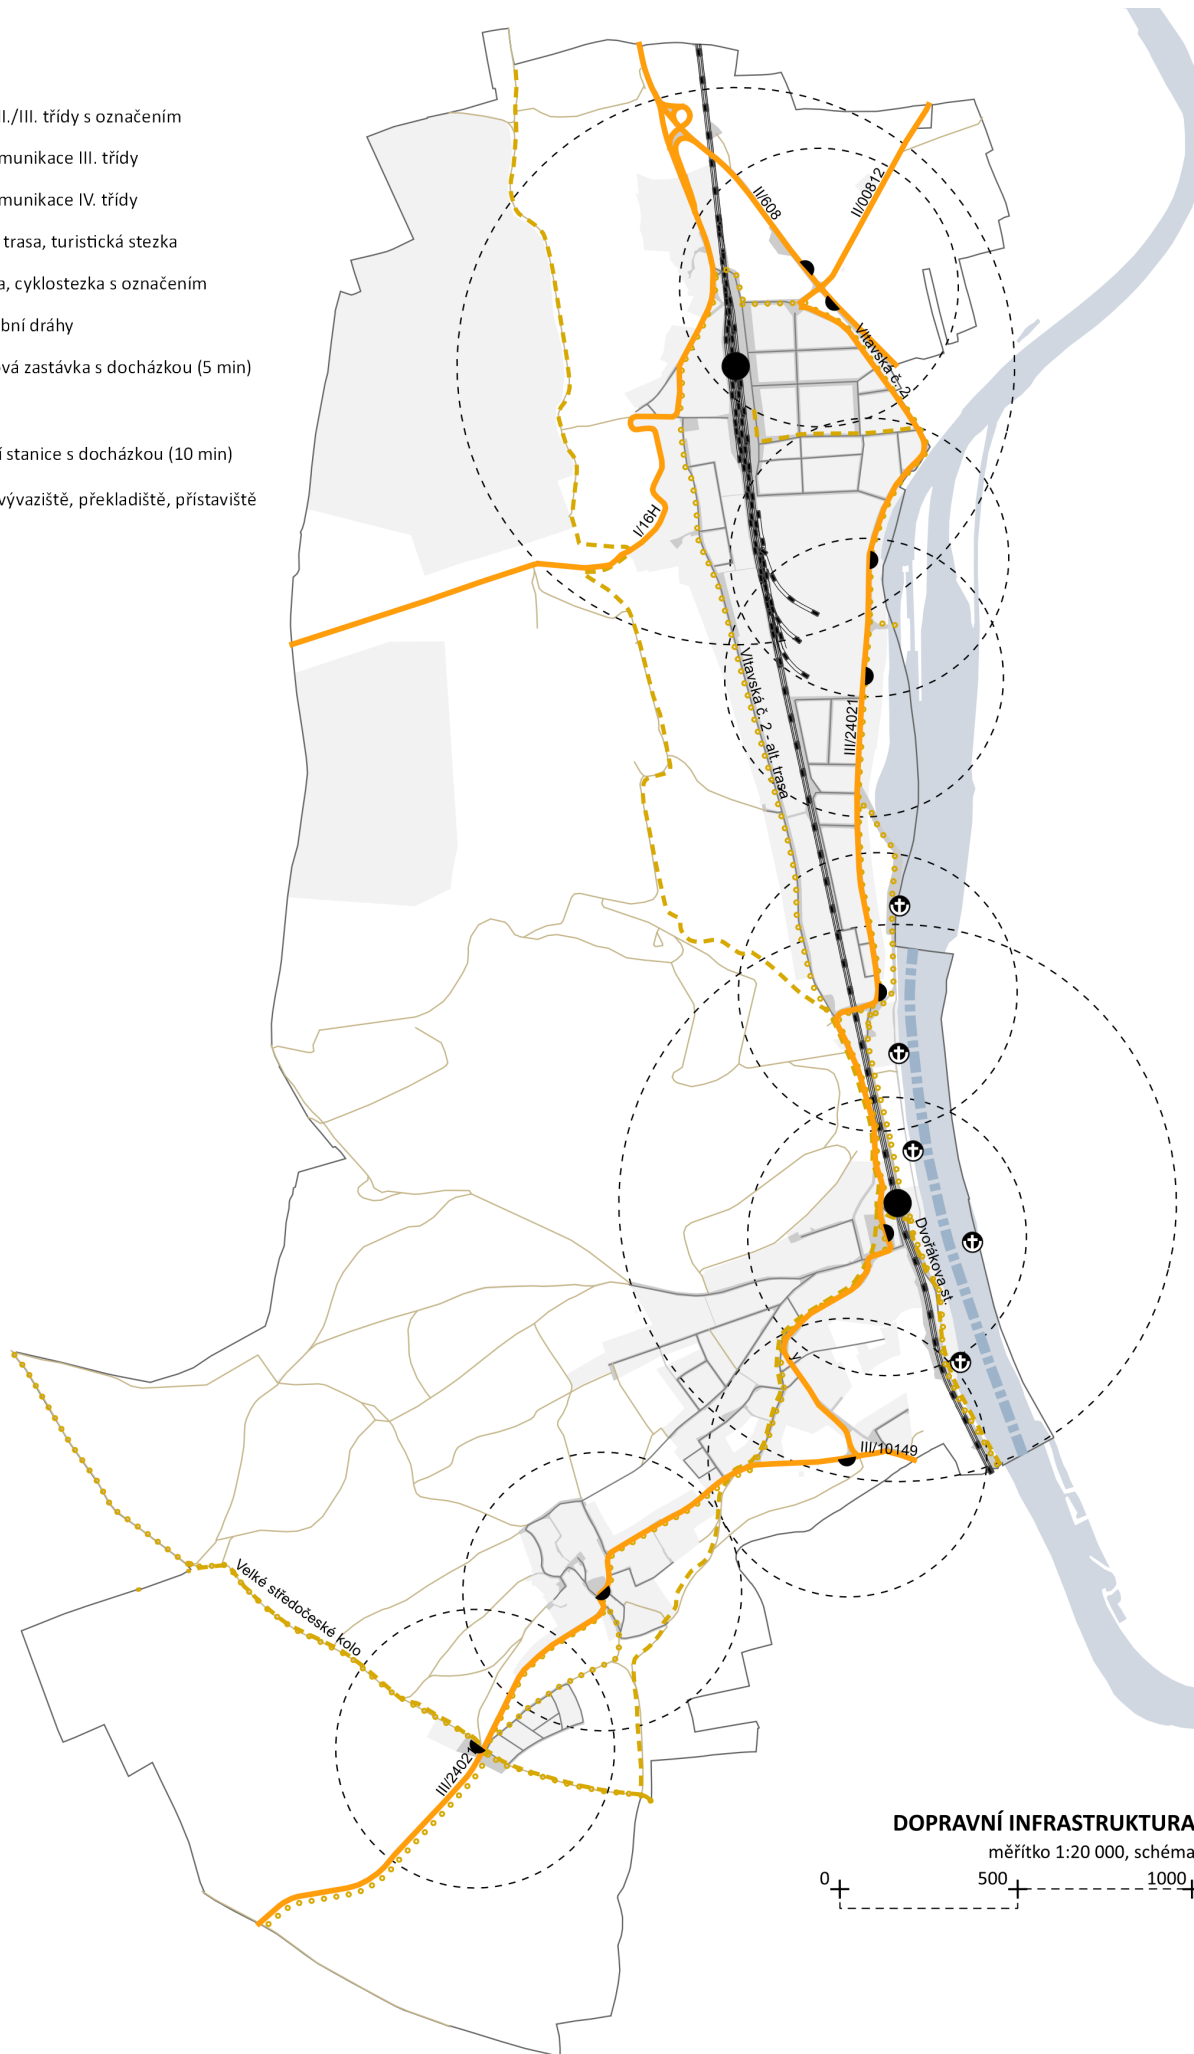 II./III. třídy s označením
munikace III. třídy
munikace IV. třídy
trasa, turistická stezka
a, cyklostezka s označením
bní dráhy
vá zastávka s docházkou (5 min)
í stanice s docházkou (10 min)
vývaziště, překladiště, přístaviště
II/608
II/00812
Vltavská č. 2
I/16H
Vltavská č. 2 - alt. trasa
III/24021
Dvořákova st.
III/10149
Velké středočeské kolo
III/24021
DOPRAVNÍ INFRASTRUKTURA
měřítko 1:20 000, schéma
0 500 1000